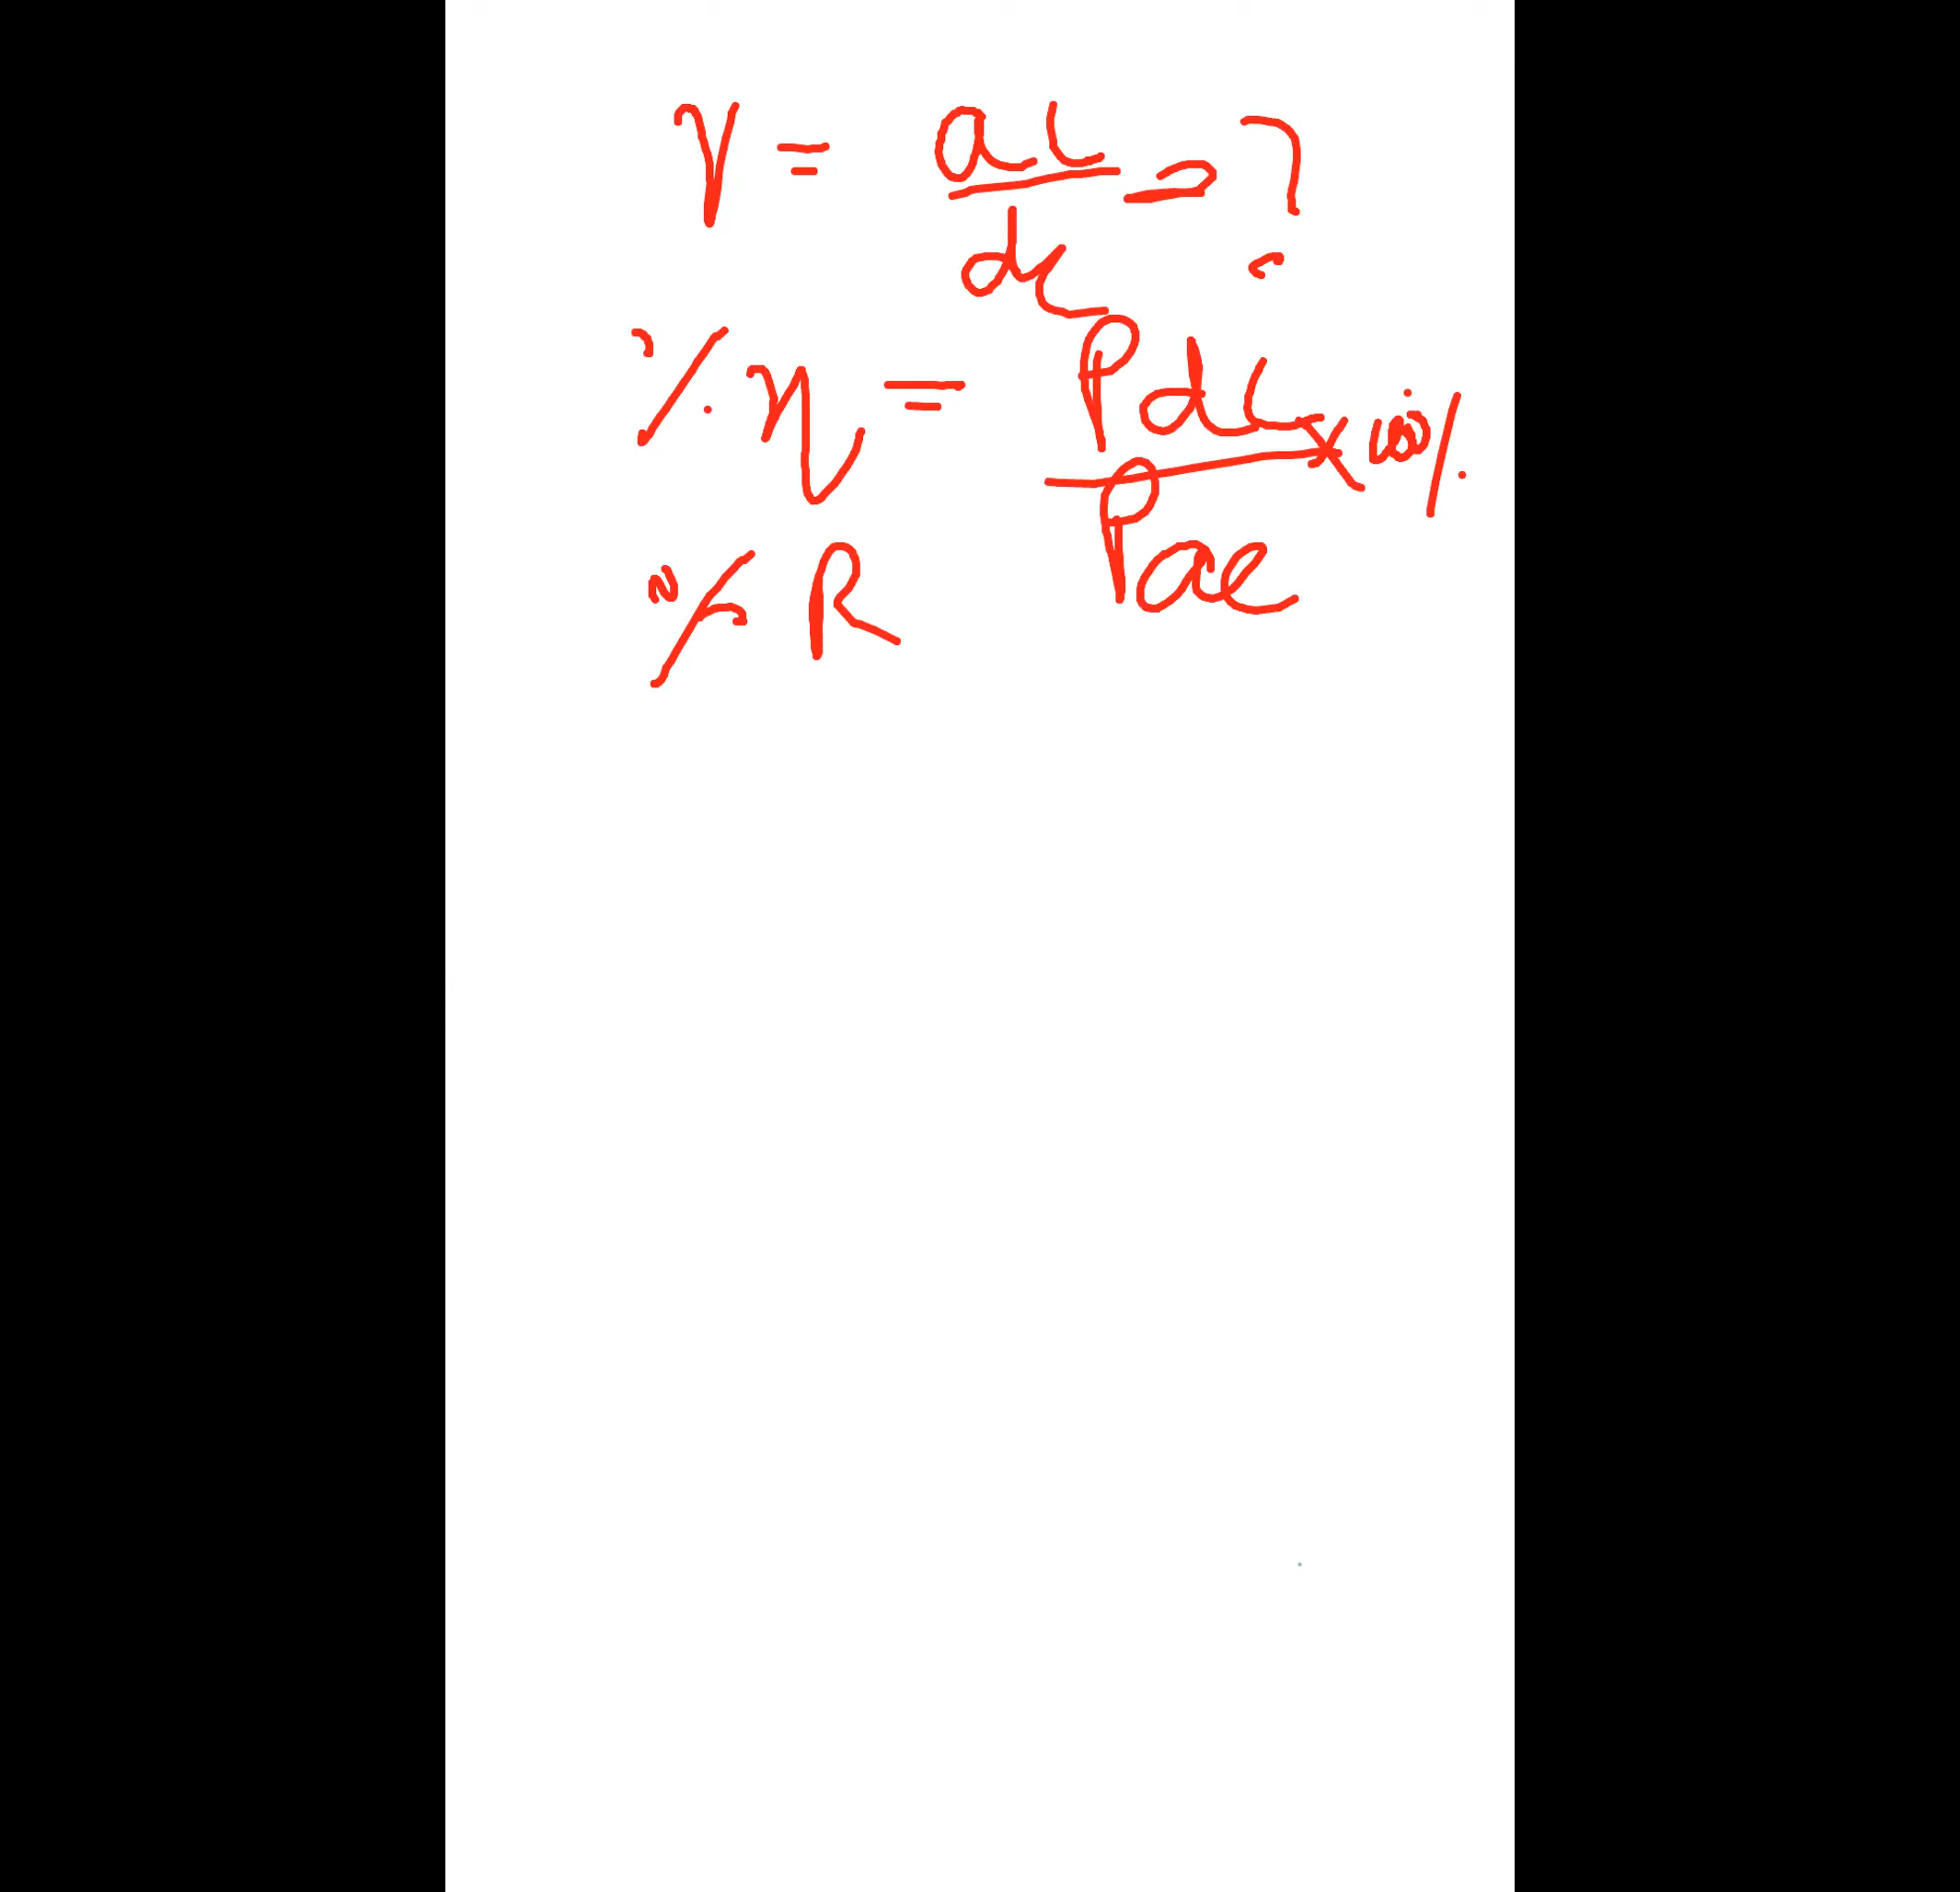 γ = ac/dc = ?
% η = Pdc/Pac × 100%
% R